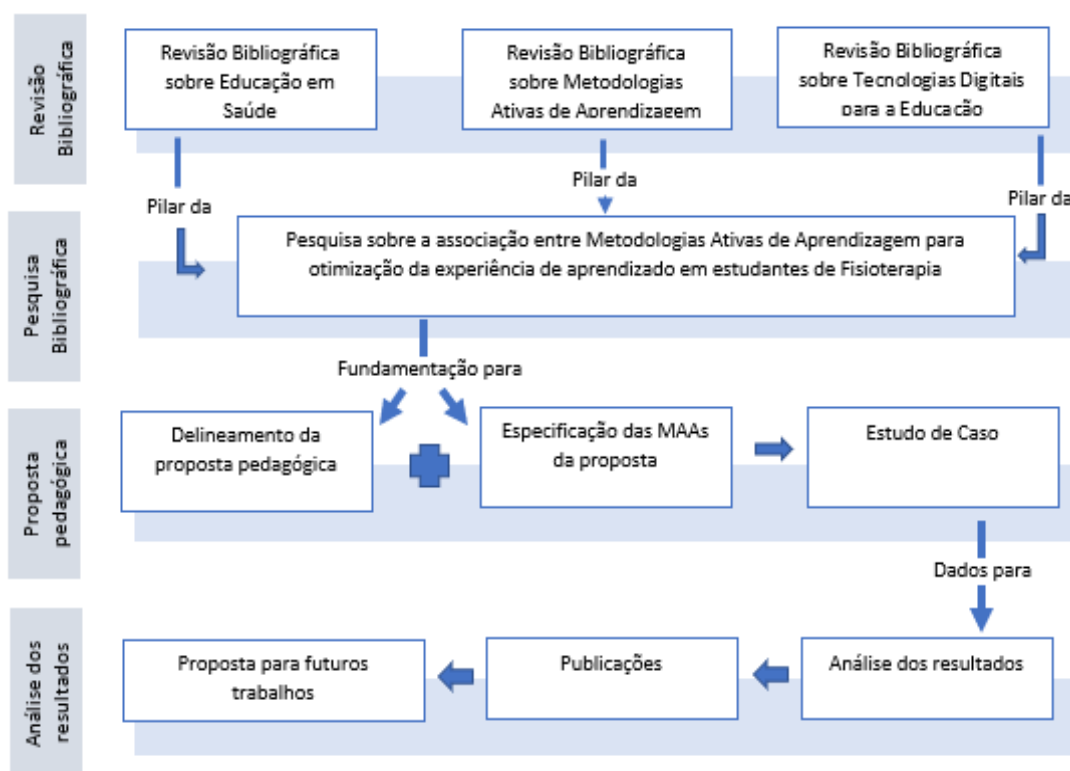 Revisão
Bibliográfica
Revisão Bibliográfica
sobre Educação em
Saúde
Revisão Bibliográfica
sobre Metodologias
Ativas de Aprendizagem
Revisão Bibliográfica
sobre Tecnologias Digitais
para a Educação
Pilar da
Pilar da
Pilar da
Pesquisa
Bibliográfica
Pesquisa sobre a associação entre Metodologias Ativas de Aprendizagem para
otimização da experiência de aprendizado em estudantes de Fisioterapia
Fundamentação para
Proposta
pedagógica
Delineamento da
proposta pedagógica
Especificação das MAAs
da proposta
Estudo de Caso
Dados para
Análise dos
resultados
Proposta para futuros
trabalhos
Publicações
Análise dos resultados